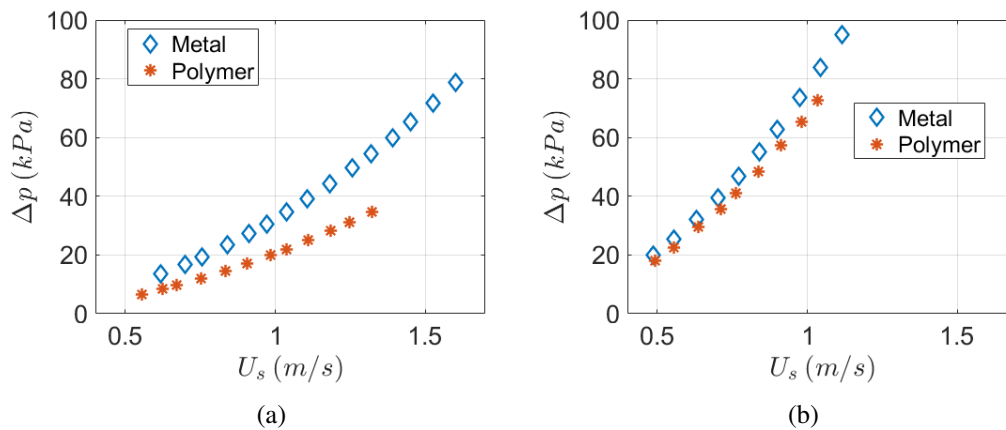 100
80
60
40
20
0
Δp (kPa)
Metal
Polymer
0.5 1 1.5
U_s (m/s)
(a)
100
80
60
40
20
0
Δp (kPa)
Metal
Polymer
0.5 1 1.5
U_s (m/s)
(b)